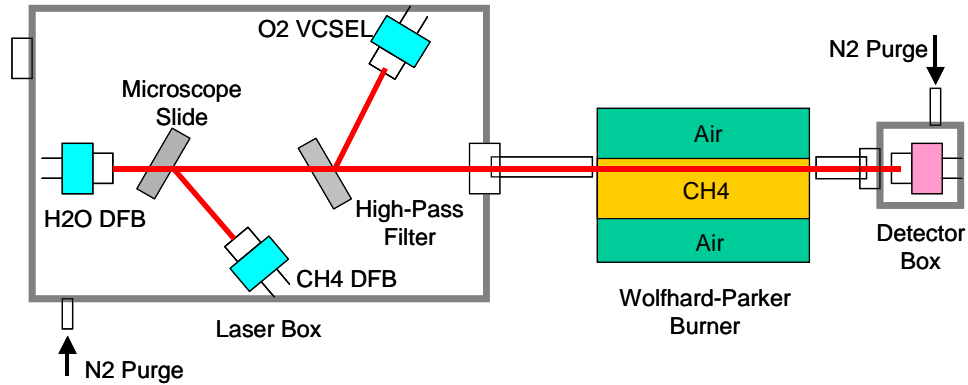 O2 VCSEL
N2 Purge
Microscope
Slide
Air
CH4
H2O DFB
High-Pass
Filter
Air
Detector
Box
CH4 DFB
Wolfhard-Parker
Burner
Laser Box
N2 Purge